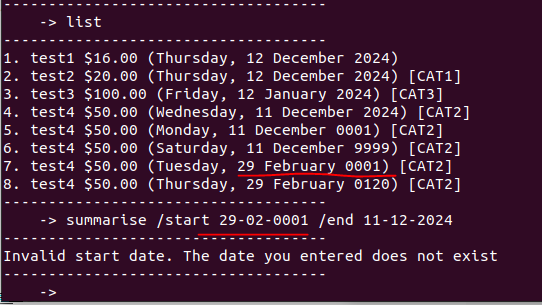 ------------------------------------
-> list
------------------------------------
1. test1 $16.00 (Thursday, 12 December 2024)
2. test2 $20.00 (Thursday, 12 December 2024) [CAT1]
3. test3 $100.00 (Friday, 12 January 2024) [CAT3]
4. test4 $50.00 (Wednesday, 11 December 2024) [CAT2]
5. test4 $50.00 (Monday, 11 December 0001) [CAT2]
6. test4 $50.00 (Saturday, 11 December 9999) [CAT2]
7. test4 $50.00 (Tuesday, 29 February 0001) [CAT2]
8. test4 $50.00 (Thursday, 29 February 0120) [CAT2]
------------------------------------
-> summarise /start 29-02-0001 /end 11-12-2024
------------------------------------
Invalid start date. The date you entered does not exist
------------------------------------
->